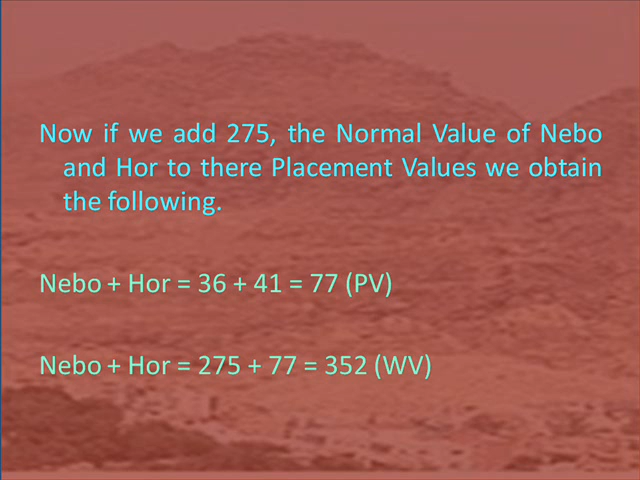 Now if we add 275, the Normal Value of Nebo
and Hor to there Placement Values we obtain
the following.
Nebo + Hor = 36 + 41 = 77 (PV)
Nebo + Hor = 275 + 77 = 352 (WV)